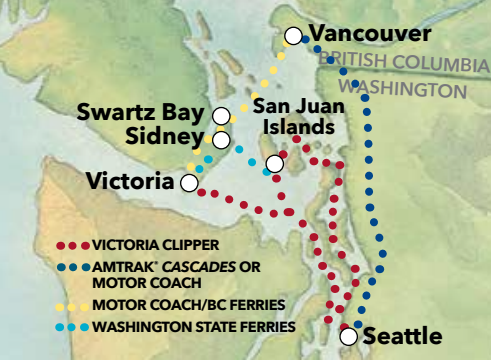 Vancouver
BRITISH COLUMBIA
WASHINGTON
Swartz Bay
San Juan
Islands
Sidney
Victoria
VICTORIA CLIPPER
AMTRAK® CASCADES OR
MOTOR COACH
MOTOR COACH/BC FERRIES
WASHINGTON STATE FERRIES
Seattle